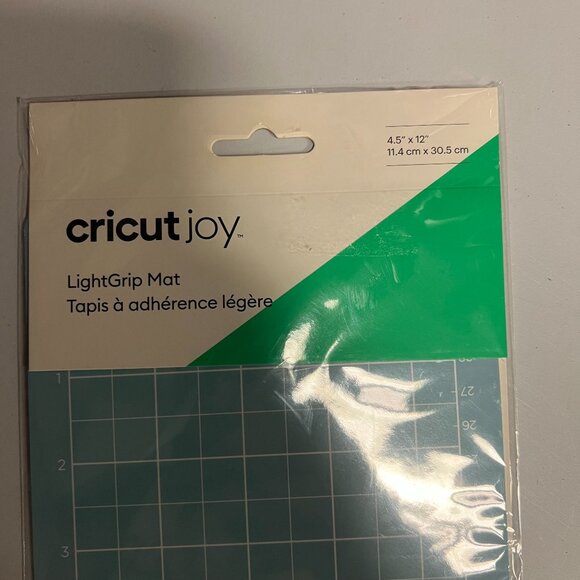 4.5" x 12"
11.4 cm x 30.5 cm
cricut joy™
LightGrip Mat
Tapis à adhérence légère
1
27
26
2
3